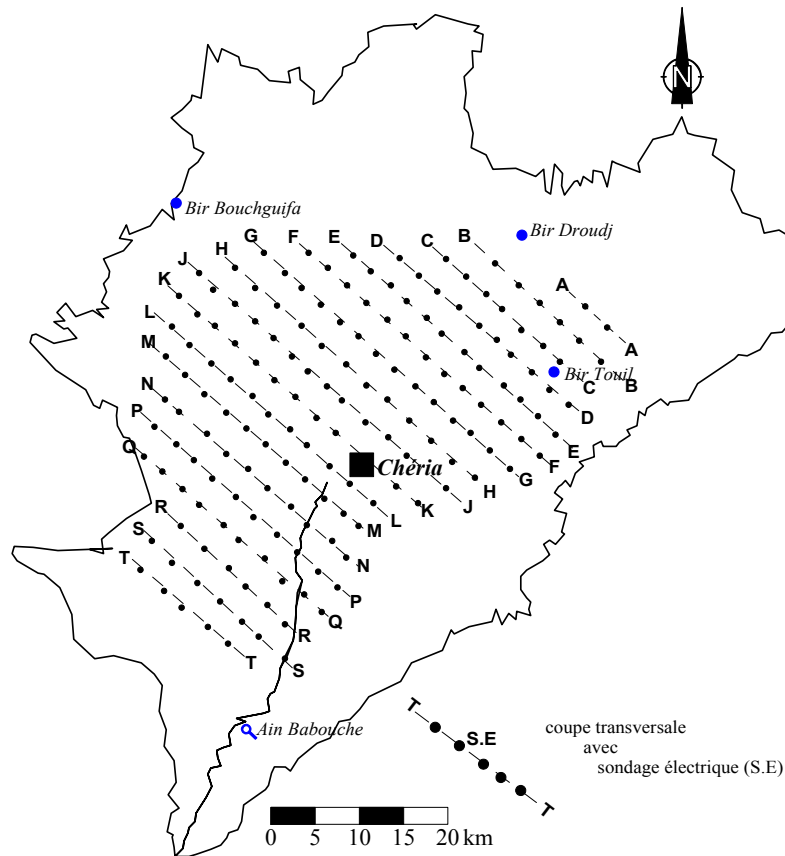 N
Bir Bouchguifa
Bir Droudj
B
C
D
E
F
G
H
J
K
L
M
N
P
Q
R
S
T
A
A
Bir Touil
B
C
D
E
F
G
H
J
K
L
M
N
P
Q
R
S
T
Chéria
Ain Babouche
T
S.E
T
coupe transversale
avec
sondage électrique (S.E)
0 5 10 15 20 km